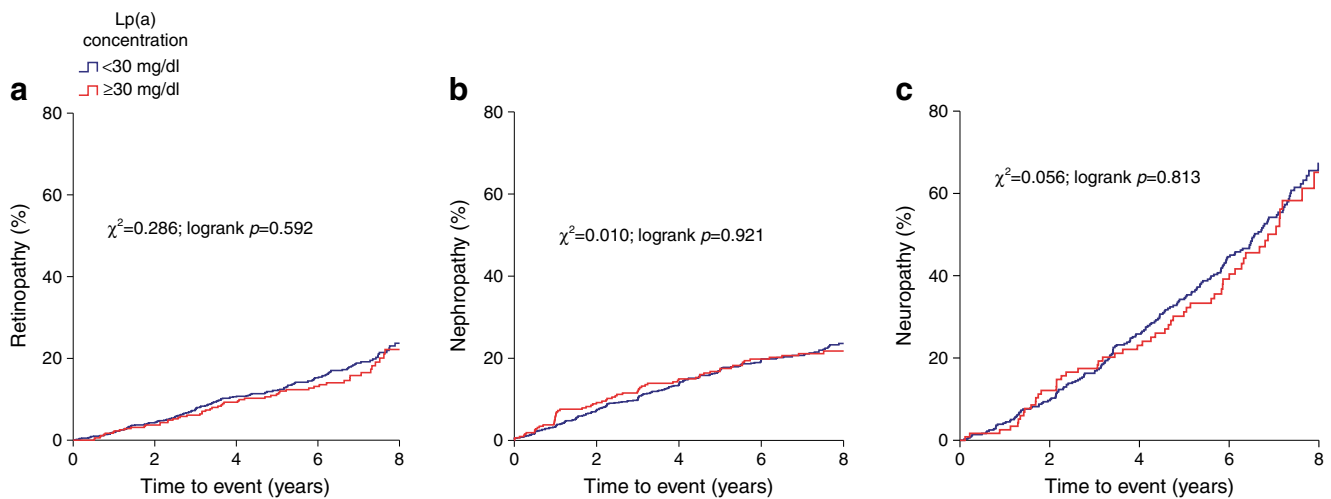 Lp(a)
concentration
<30 mg/dl
≥30 mg/dl
a
80
60
40
20
0
Retinopathy (%)
χ²=0.286; logrank p=0.592
0 2 4 6 8
Time to event (years)
b
80
60
40
20
0
Nephropathy (%)
χ²=0.010; logrank p=0.921
0 2 4 6 8
Time to event (years)
c
80
60
40
20
0
Neuropathy (%)
χ²=0.056; logrank p=0.813
0 2 4 6 8
Time to event (years)